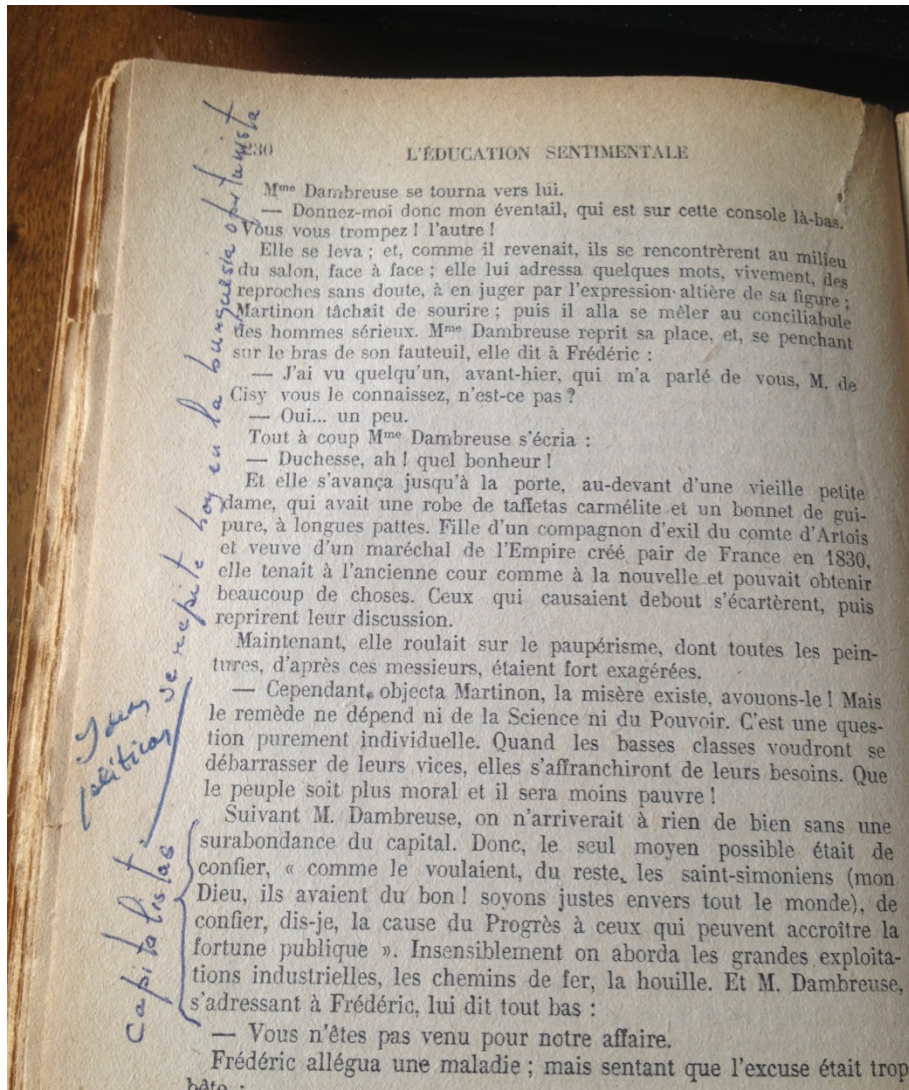 230 L'ÉDUCATION SENTIMENTALE
Mme Dambreuse se tourna vers lui.
— Donnez-moi donc mon éventail, qui est sur cette console là-bas.
Vous vous trompez ! l'autre !
Elle se leva ; et, comme il revenait, ils se rencontrèrent au milieu
du salon, face à face ; elle lui adressa quelques mots, vivement, des
reproches sans doute, à en juger par l'expression altière de sa figure ;
Martinon tâchait de sourire ; puis il alla se mêler au conciliabule
des hommes sérieux. Mme Dambreuse reprit sa place, et, se penchant
sur le bras de son fauteuil, elle dit à Frédéric :
— J'ai vu quelqu'un, avant-hier, qui m'a parlé de vous, M. de
Cisy vous le connaissez, n'est-ce pas ?
— Oui... un peu.
Tout à coup Mme Dambreuse s'écria :
— Duchesse, ah ! quel bonheur !
Et elle s'avança jusqu'à la porte, au-devant d'une vieille petite
dame, qui avait une robe de taffetas carmélite et un bonnet de gui-
pure, à longues pattes. Fille d'un compagnon d'exil du comte d'Artois
et veuve d'un maréchal de l'Empire créé pair de France en 1830,
elle tenait à l'ancienne cour comme à la nouvelle et pouvait obtenir
beaucoup de choses. Ceux qui causaient debout s'écartèrent, puis
reprirent leur discussion.
Maintenant, elle roulait sur le paupérisme, dont toutes les pein-
tures, d'après ces messieurs, étaient fort exagérées.
— Cependant, objecta Martinon, la misère existe, avouons-le ! Mais
le remède ne dépend ni de la Science ni du Pouvoir. C'est une ques-
tion purement individuelle. Quand les basses classes voudront se
débarrasser de leurs vices, elles s'affranchiront de leurs besoins. Que
le peuple soit plus moral et il sera moins pauvre !
Suivant M. Dambreuse, on n'arriverait à rien de bien sans une
surabondance du capital. Donc, le seul moyen possible était de
confier, « comme le voulaient, du reste, les saint-simoniens (mon
Dieu, ils avaient du bon ! soyons justes envers tout le monde), de
confier, dis-je, la cause du Progrès à ceux qui peuvent accroître la
fortune publique ». Insensiblement on aborda les grandes exploita-
tions industrielles, les chemins de fer, la houille. Et M. Dambreuse,
s'adressant à Frédéric, lui dit tout bas :
— Vous n'êtes pas venu pour notre affaire.
Frédéric allégua une maladie ; mais sentant que l'excuse était trop
bête :
se repite hoy en la burguesia oportunista
Ideas
políticas
capitalistas